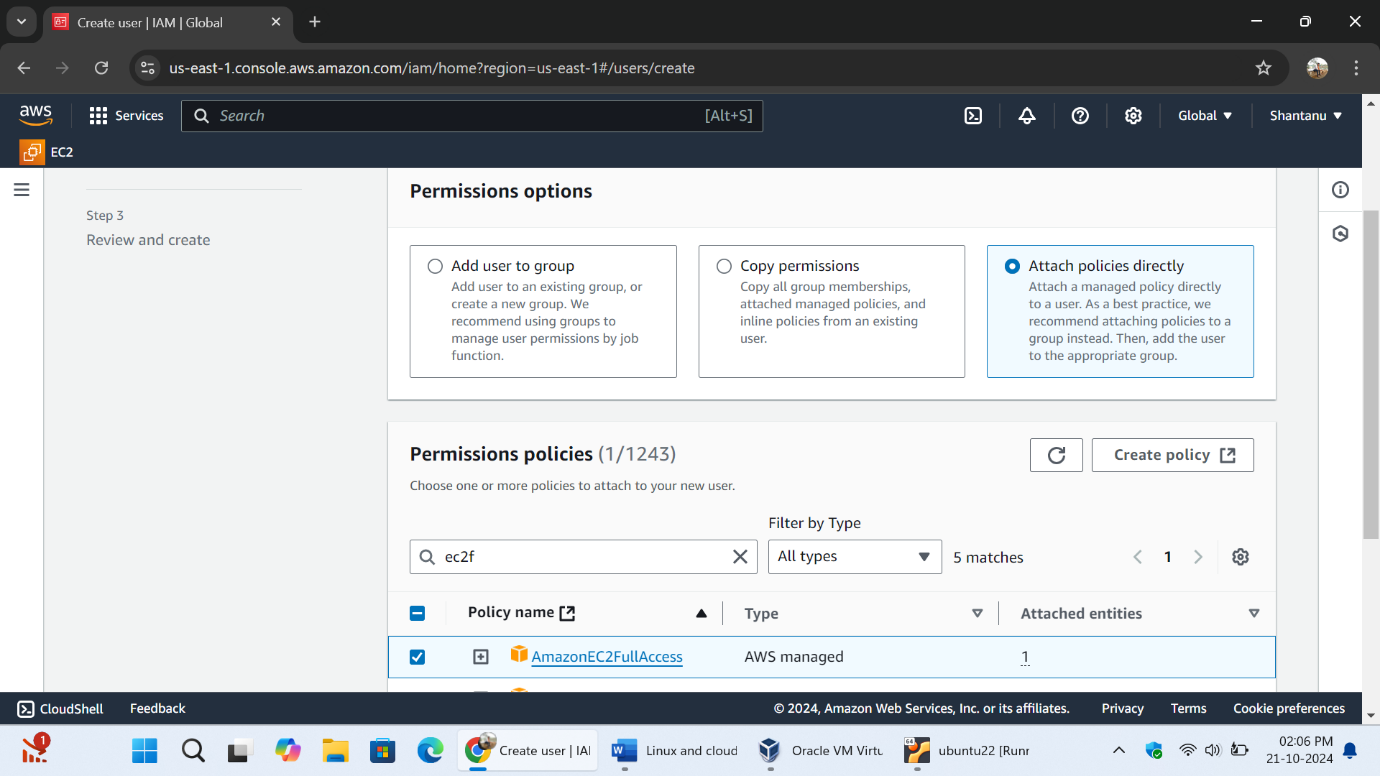 Create user | IAM | Global
us-east-1.console.aws.amazon.com/iam/home?region=us-east-1#/users/create
aws
Services
Search
[Alt+S]
Global
Shantanu
EC2
Step 3
Review and create
Permissions options
Add user to group
Add user to an existing group, or
create a new group. We
recommend using groups to
manage user permissions by job
function.
Copy permissions
Copy all group memberships,
attached managed policies, and
inline policies from an existing
user.
Attach policies directly
Attach a managed policy directly
to a user. As a best practice, we
recommend attaching policies to a
group instead. Then, add the user
to the appropriate group.
Permissions policies (1/1243)
Create policy
Choose one or more policies to attach to your new user.
Filter by Type
ec2f
All types
5 matches
1
Policy name
Type
Attached entities
AmazonEC2FullAccess
AWS managed
1
CloudShell
Feedback
© 2024, Amazon Web Services, Inc. or its affiliates.
Privacy
Terms
Cookie preferences
1
Create user | IAI
Linux and cloud
Oracle VM Virtu
64
ubuntu22 [Runr
02:06 PM
21-10-2024